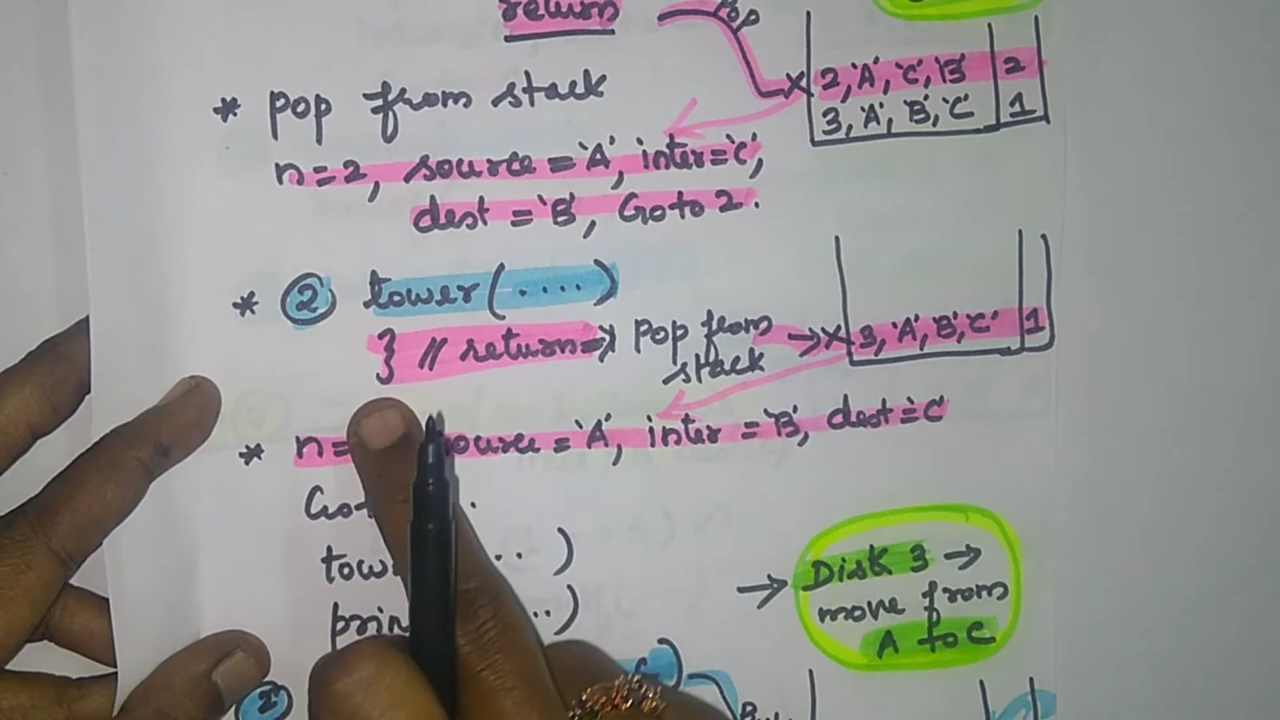 return
Pop
2,'A','C','B' 2
3,'A','B','C' 1
* pop from stack
n=2, source='A', inter='C',
dest='B', Goto 2.
* ② tower(....)
} // return => Pop from stack
3,'A','B','C' 1
* n= source='A', inter='B', dest='C'
..)
..)
→ Disk 3 →
move from
A to C
②